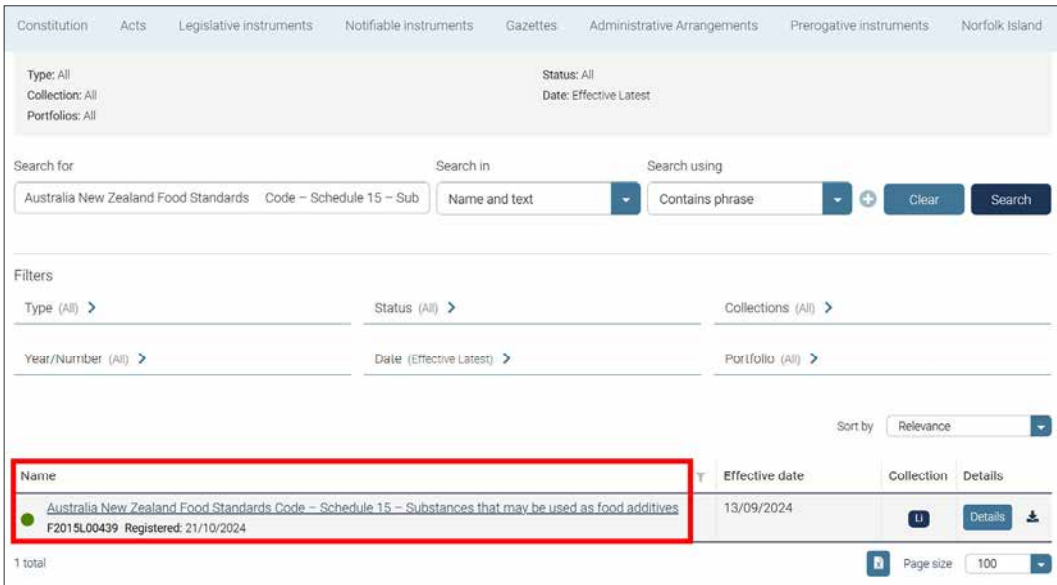 Constitution Acts Legislative instruments Notifiable instruments Gazettes Administrative Arrangements Prerogative instruments Norfolk Island
Type: All Status: All
Collection: All Date: Effective Latest
Portfolios: All
Search for Search in Search using
Australia New Zealand Food Standards Code – Schedule 15 – Sub Name and text Contains phrase Clear Search
Filters
Type (All) Status (All) Collections (All)
Year/Number (All) Date (Effective Latest) Portfolio (All)
Sort by Relevance
Name Effective date Collection Details
Australia New Zealand Food Standards Code – Schedule 15 – Substances that may be used as food additives 13/09/2024 LI Details
F2015L00439 Registered: 21/10/2024
1 total Page size 100